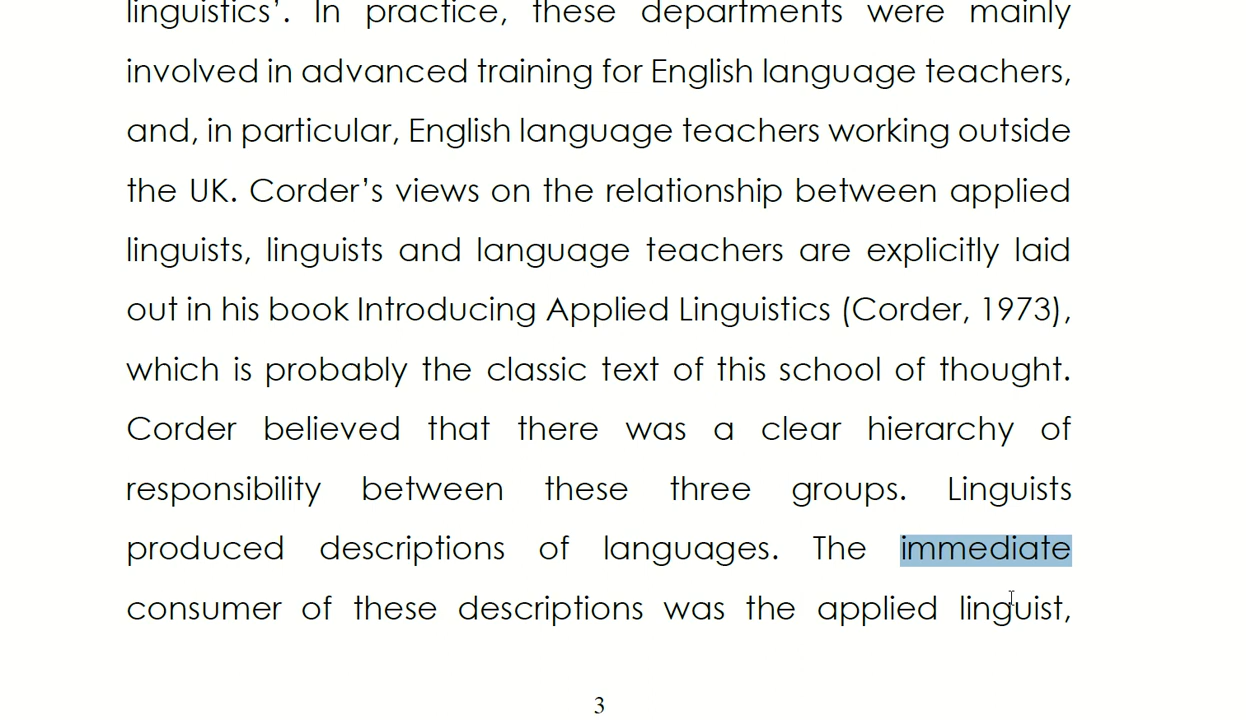 linguistics’. In practice, these departments were mainly
involved in advanced training for English language teachers,
and, in particular, English language teachers working outside
the UK. Corder’s views on the relationship between applied
linguists, linguists and language teachers are explicitly laid
out in his book Introducing Applied Linguistics (Corder, 1973),
which is probably the classic text of this school of thought.
Corder believed that there was a clear hierarchy of
responsibility between these three groups. Linguists
produced descriptions of languages. The immediate
consumer of these descriptions was the applied linguist,
3